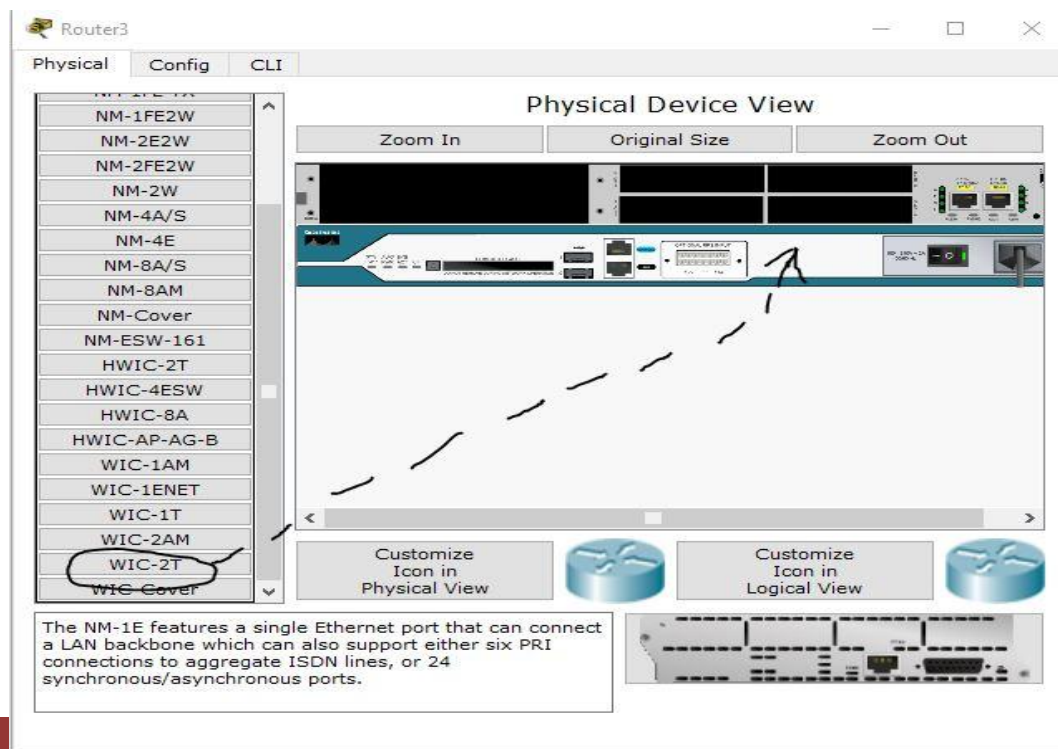 Router3
Physical Config CLI
Physical Device View
Zoom In Original Size Zoom Out
NM-1FE2W
NM-2E2W
NM-2FE2W
NM-2W
NM-4A/S
NM-4E
NM-8A/S
NM-8AM
NM-Cover
NM-ESW-161
HWIC-2T
HWIC-4ESW
HWIC-8A
HWIC-AP-AG-B
WIC-1AM
WIC-1ENET
WIC-1T
WIC-2AM
WIC-2T
WIC-Cover
Customize
Icon in
Physical View
Customize
Icon in
Logical View
The NM-1E features a single Ethernet port that can connect
a LAN backbone which can also support either six PRI
connections to aggregate ISDN lines, or 24
synchronous/asynchronous ports.